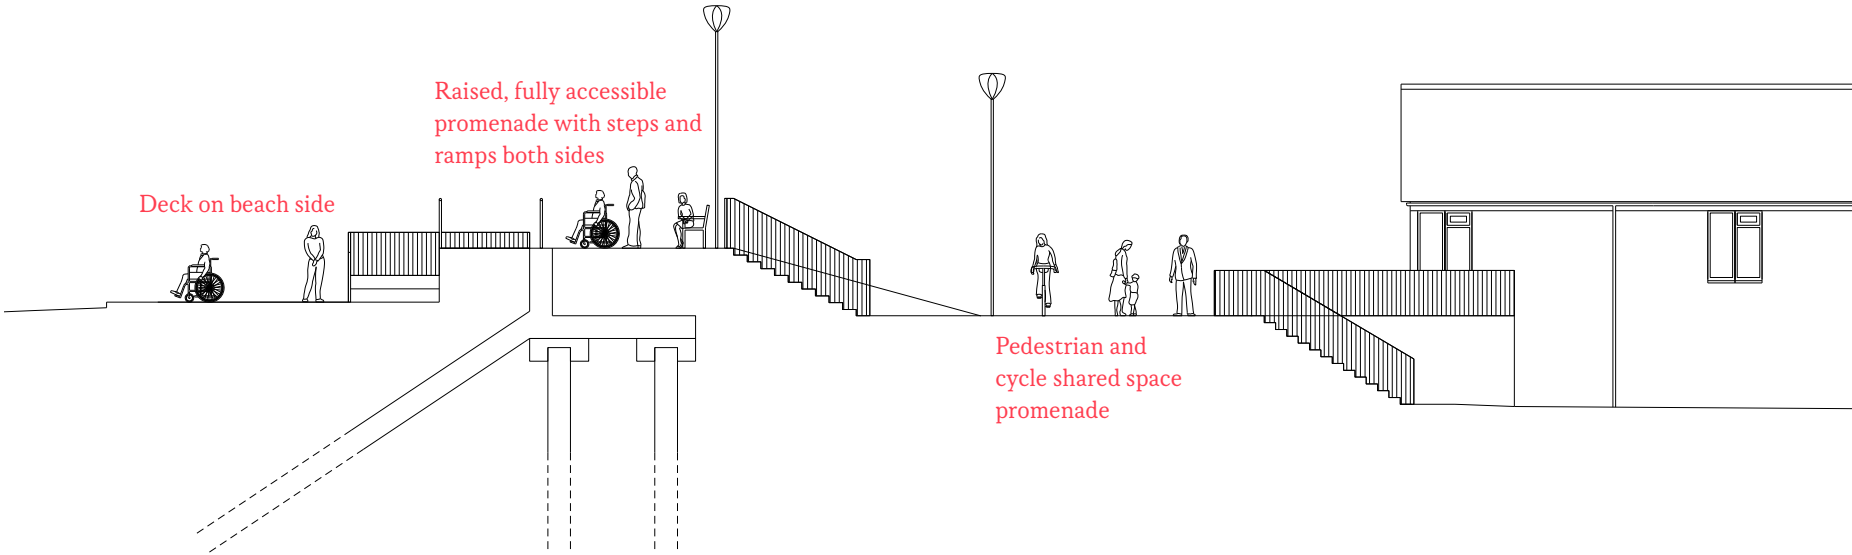 Raised, fully accessible
promenade with steps and
ramps both sides
Deck on beach side
Pedestrian and
cycle shared space
promenade